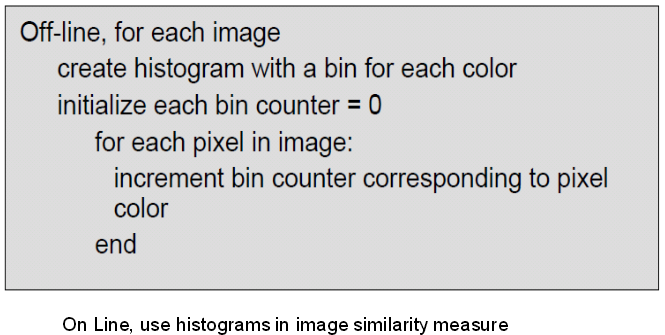 Off-line, for each image
create histogram with a bin for each color
initialize each bin counter = 0
for each pixel in image:
increment bin counter corresponding to pixel
color
end
On Line, use histograms in image similarity measure